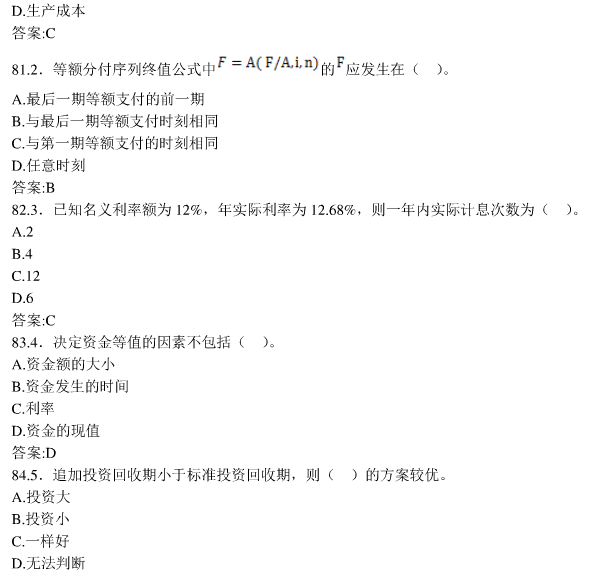 D.生产成本
答案:C
81.2．等额分付序列终值公式中F = A( F/A,i,n)的F应发生在（　）。
A.最后一期等额支付的前一期
B.与最后一期等额支付时刻相同
C.与第一期等额支付的时刻相同
D.任意时刻
答案:B
82.3．已知名义利率额为 12%，年实际利率为 12.68%，则一年内实际计息次数为（　）。
A.2
B.4
C.12
D.6
答案:C
83.4．决定资金等值的因素不包括（　）。
A.资金额的大小
B.资金发生的时间
C.利率
D.资金的现值
答案:D
84.5．追加投资回收期小于标准投资回收期，则（　）的方案较优。
A.投资大
B.投资小
C.一样好
D.无法判断